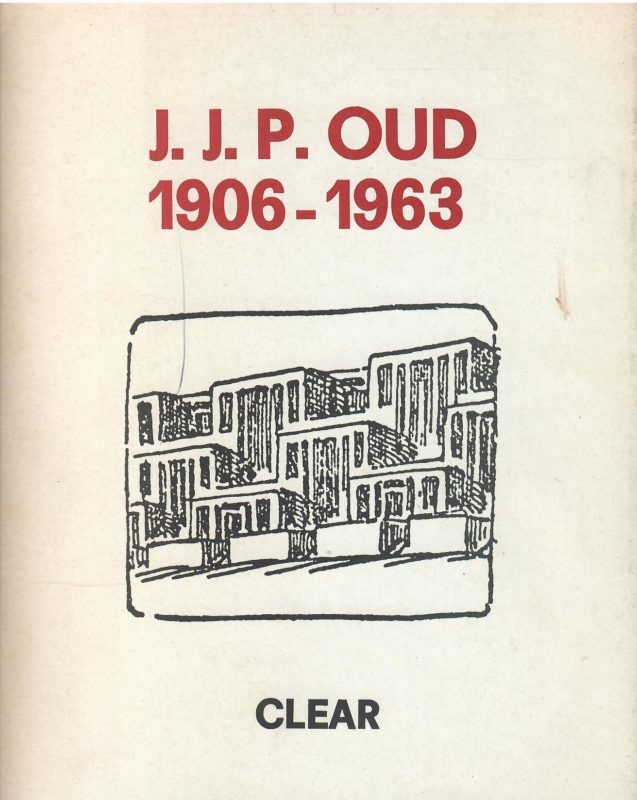 J. J. P. OUD
1906 - 1963
CLEAR